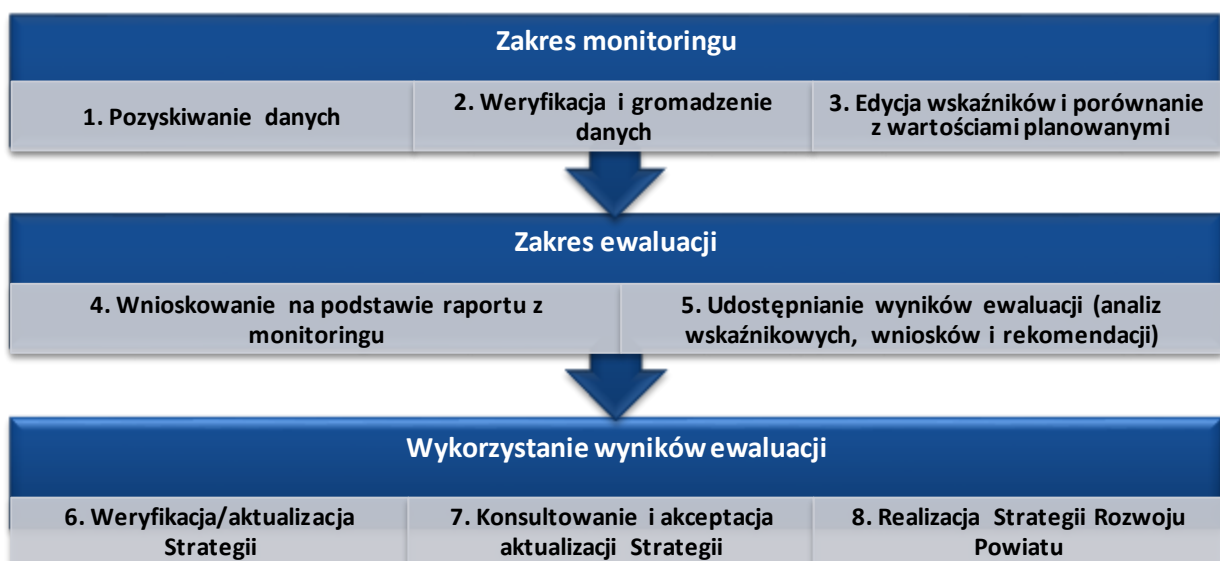 Zakres monitoringu
1. Pozyskiwanie danych
2. Weryfikacja i gromadzenie
danych
3. Edycja wskaźników i porównanie
z wartościami planowanymi
Zakres ewaluacji
4. Wnioskowanie na podstawie raportu z
monitoringu
5. Udostępnianie wyników ewaluacji (analiz
wskaźnikowych, wniosków i rekomendacji)
Wykorzystanie wyników ewaluacji
6. Weryfikacja/aktualizacja
Strategii
7. Konsultowanie i akceptacja
aktualizacji Strategii
8. Realizacja Strategii Rozwoju
Powiatu